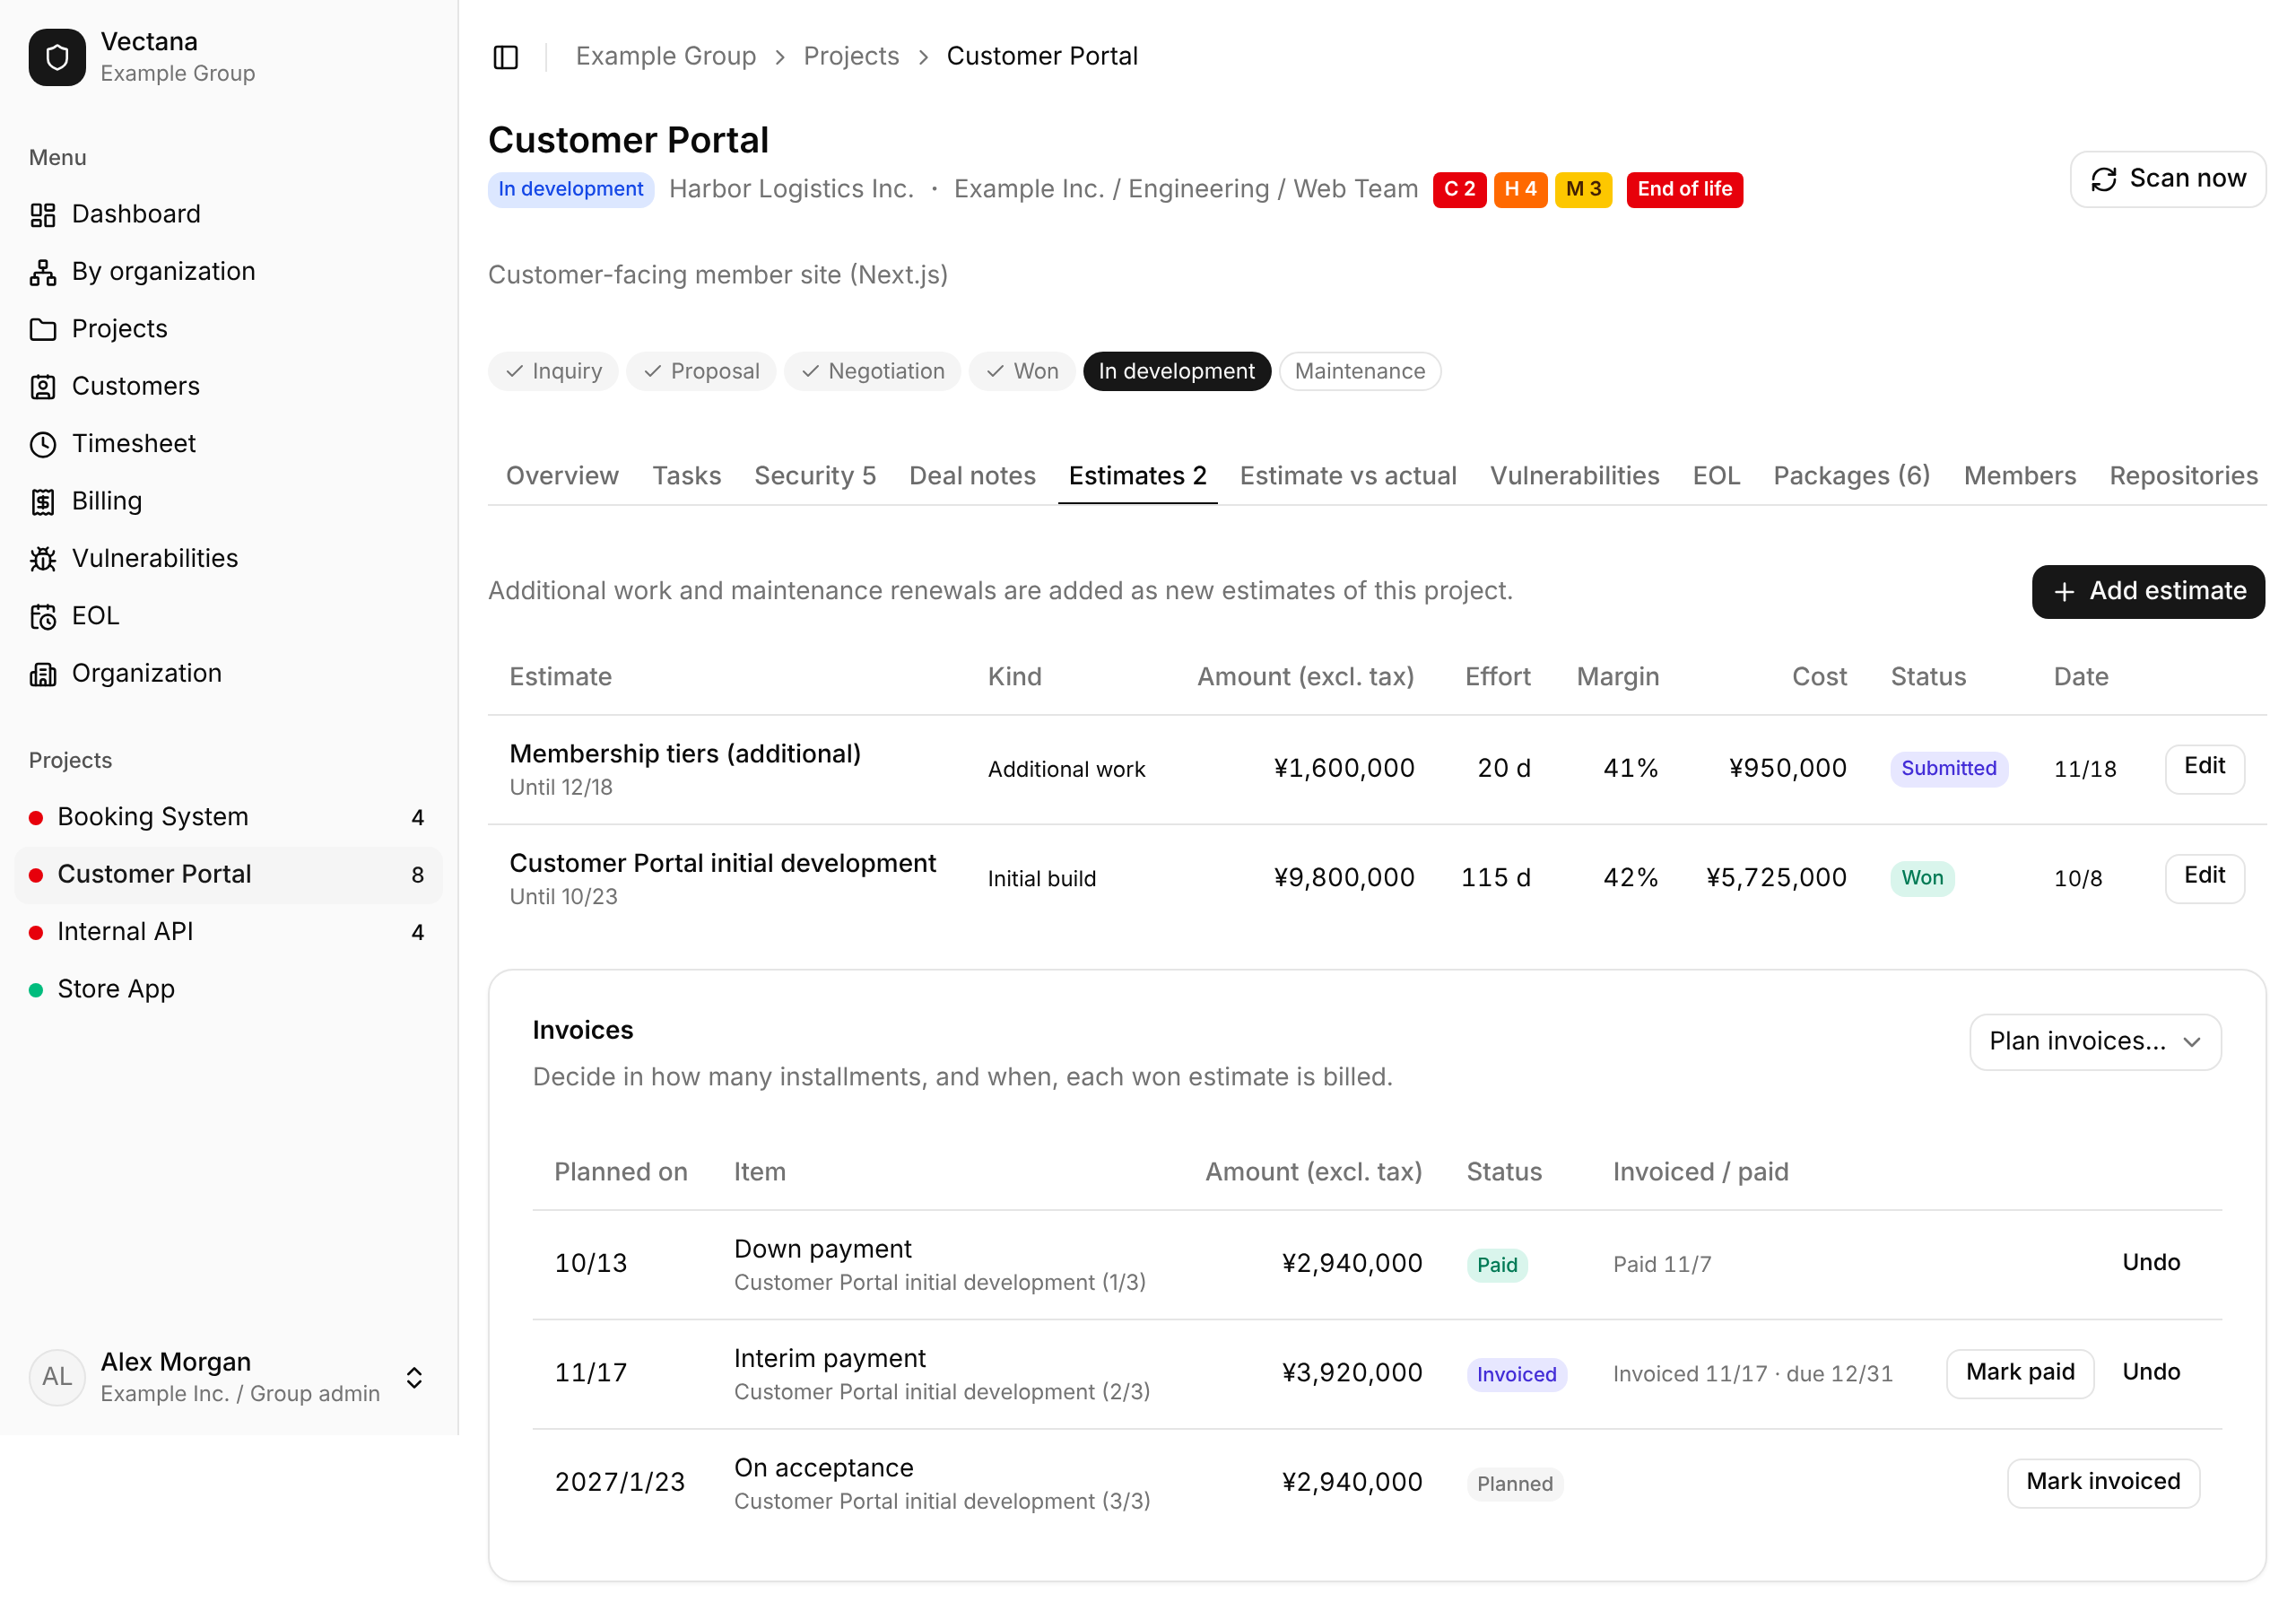 Vectana
Example Group
Menu
Dashboard
By organization
Projects
Customers
Timesheet
Billing
Vulnerabilities
EOL
Organization
Projects
Booking System 4
Customer Portal 8
Internal API 4
Store App
AL
Alex Morgan
Example Inc. / Group admin
Example Group > Projects > Customer Portal
Customer Portal
In development Harbor Logistics Inc. · Example Inc. / Engineering / Web Team C 2 H 4 M 3 End of life
Scan now
Customer-facing member site (Next.js)
Inquiry Proposal Negotiation Won In development Maintenance
Overview Tasks Security 5 Deal notes Estimates 2 Estimate vs actual Vulnerabilities EOL Packages (6) Members Repositories
Additional work and maintenance renewals are added as new estimates of this project.
+ Add estimate
Estimate Kind Amount (excl. tax) Effort Margin Cost Status Date
Membership tiers (additional) Additional work ¥1,600,000 20 d 41% ¥950,000 Submitted 11/18 Edit
Until 12/18
Customer Portal initial development Initial build ¥9,800,000 115 d 42% ¥5,725,000 Won 10/8 Edit
Until 10/23
Invoices
Decide in how many installments, and when, each won estimate is billed.
Plan invoices...
Planned on Item Amount (excl. tax) Status Invoiced / paid
10/13 Down payment ¥2,940,000 Paid Paid 11/7 Undo
Customer Portal initial development (1/3)
11/17 Interim payment ¥3,920,000 Invoiced Invoiced 11/17 · due 12/31 Mark paid Undo
Customer Portal initial development (2/3)
2027/1/23 On acceptance ¥2,940,000 Planned Mark invoiced
Customer Portal initial development (3/3)